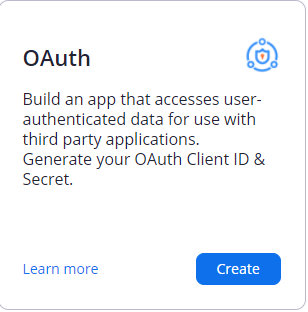 OAuth
Build an app that accesses user-
authenticated data for use with
third party applications.
Generate your OAuth Client ID &
Secret.
Learn more
Create